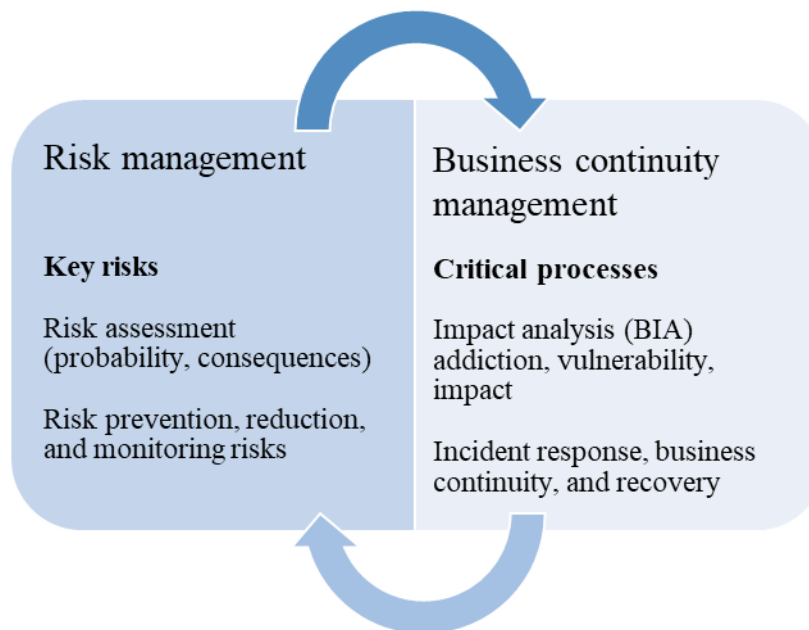 Risk management
Key risks
Risk assessment
(probability, consequences)
Risk prevention, reduction,
and monitoring risks
Business continuity
management
Critical processes
Impact analysis (BIA)
addiction, vulnerability,
impact
Incident response, business
continuity, and recovery